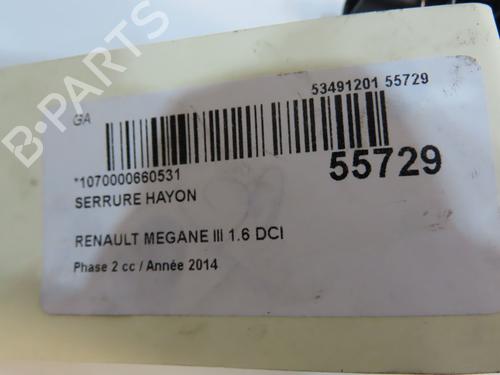 B-PARTS
53491201 55729
GA
*1070000660531
55729
SERRURE HAYON
RENAULT MEGANE III 1.6 DCI
Phase 2 cc / Année 2014